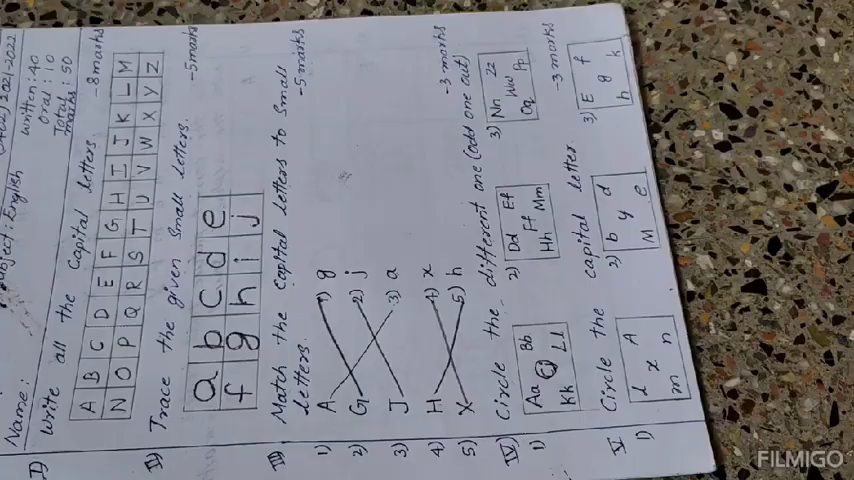 Name:
Subject: English
2021-2022
written: 40
Oral: 10
Total marks: 50
I) Write all the Capital letters. -8 marks
A B C D E F G H I J K L M
N O P Q R S T U V W X Y Z
II) Trace the given Small letters. -5 marks
a b c d e
f g h i j
III) Match the capital letters to Small letters. -5 marks
1) A 1) g
2) G 2) j
3) J 3) a
4) H 4) x
5) X 5) h
IV) Circle the different one (odd one out) -3 marks
1) Aa Bb
Kk Ll
2) Dd Ef
Ff
Hh Mm
3) Nn Zz
Ww
Oq Pp
V Circle the capital letter. -3 marks
1) d A
x
m n
2) b d
y
M e
3) E f
g
h k
FILMIGO